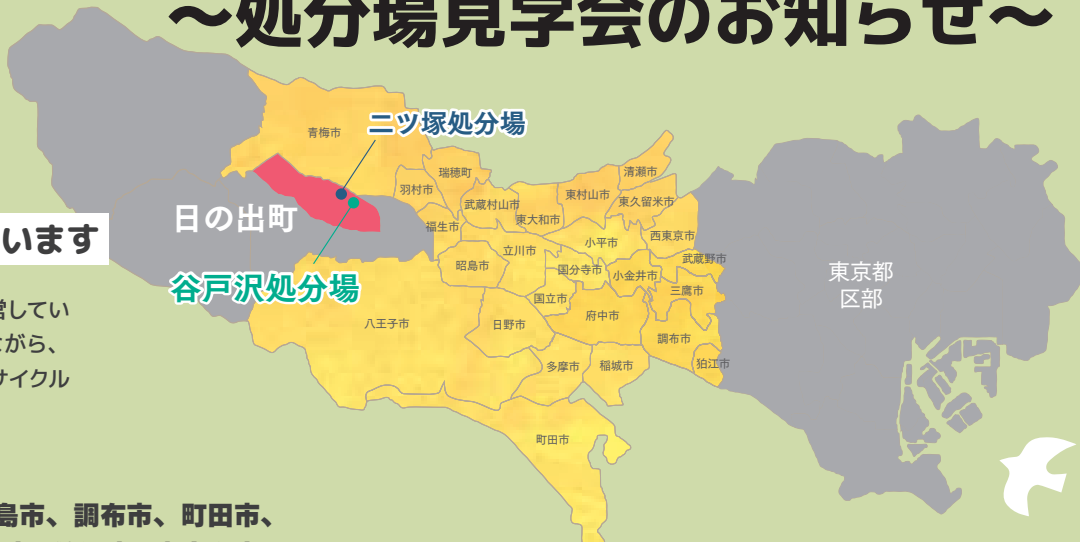 ～処分場見学会のお知らせ～
二ツ塚処分場
青梅市
瑞穂町
清瀬市
羽村市
東村山市
武蔵村山市
東久留米市
日の出町
東大和市
福生市
います
小平市
西東京市
立川市
武蔵野市
昭島市
国分寺市
小金井市
東京都
区部
谷戸沢処分場
三鷹市
国立市
営してい
府中市
八王子市
日野市
調布市
ながら、
多摩市
稲城市
狛江市
サイクル
町田市
島市、調布市、町田市、